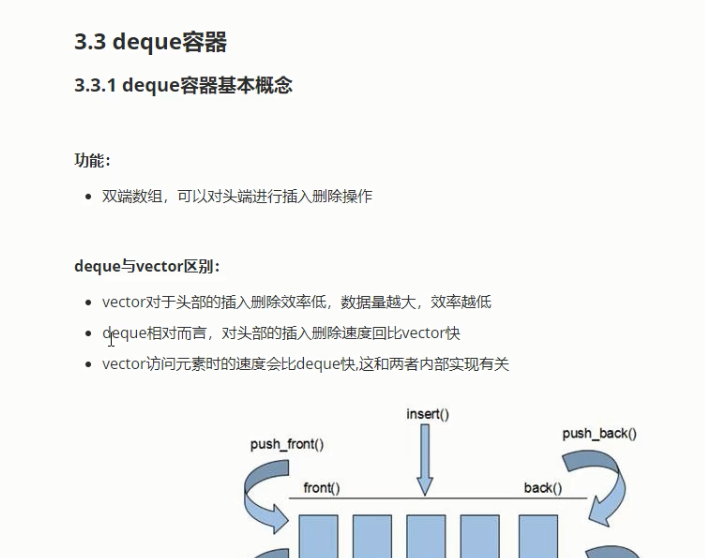 3.3 deque容器
3.3.1 deque容器基本概念
功能：
双端数组，可以对头端进行插入删除操作
deque与vector区别：
vector对于头部的插入删除效率低，数据量越大，效率越低
deque相对而言，对头部的插入删除速度回比vector快
vector访问元素时的速度会比deque快,这和两者内部实现有关
insert()
push_front()
push_back()
front()
back()